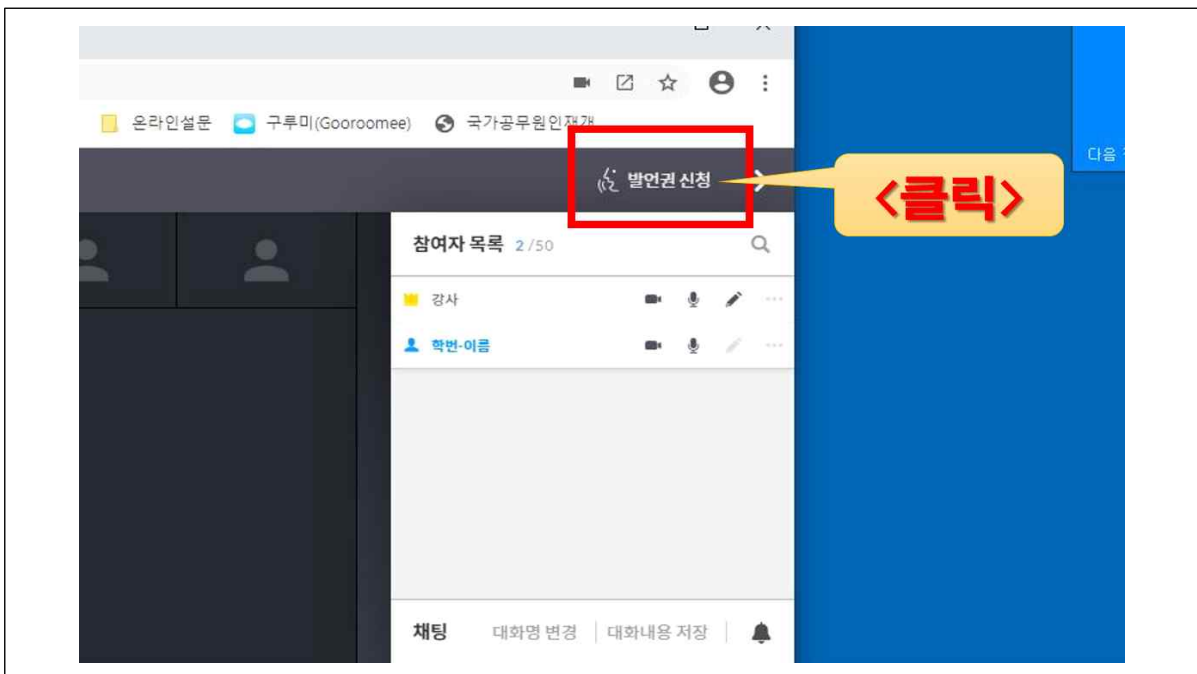 온라인설문 구루미(Gooroomee) 국가공무원인재개
다음
발언권 신청
<클릭>
참여자 목록 2/50
강사
학번-이름
채팅 대화명 변경 대화내용 저장